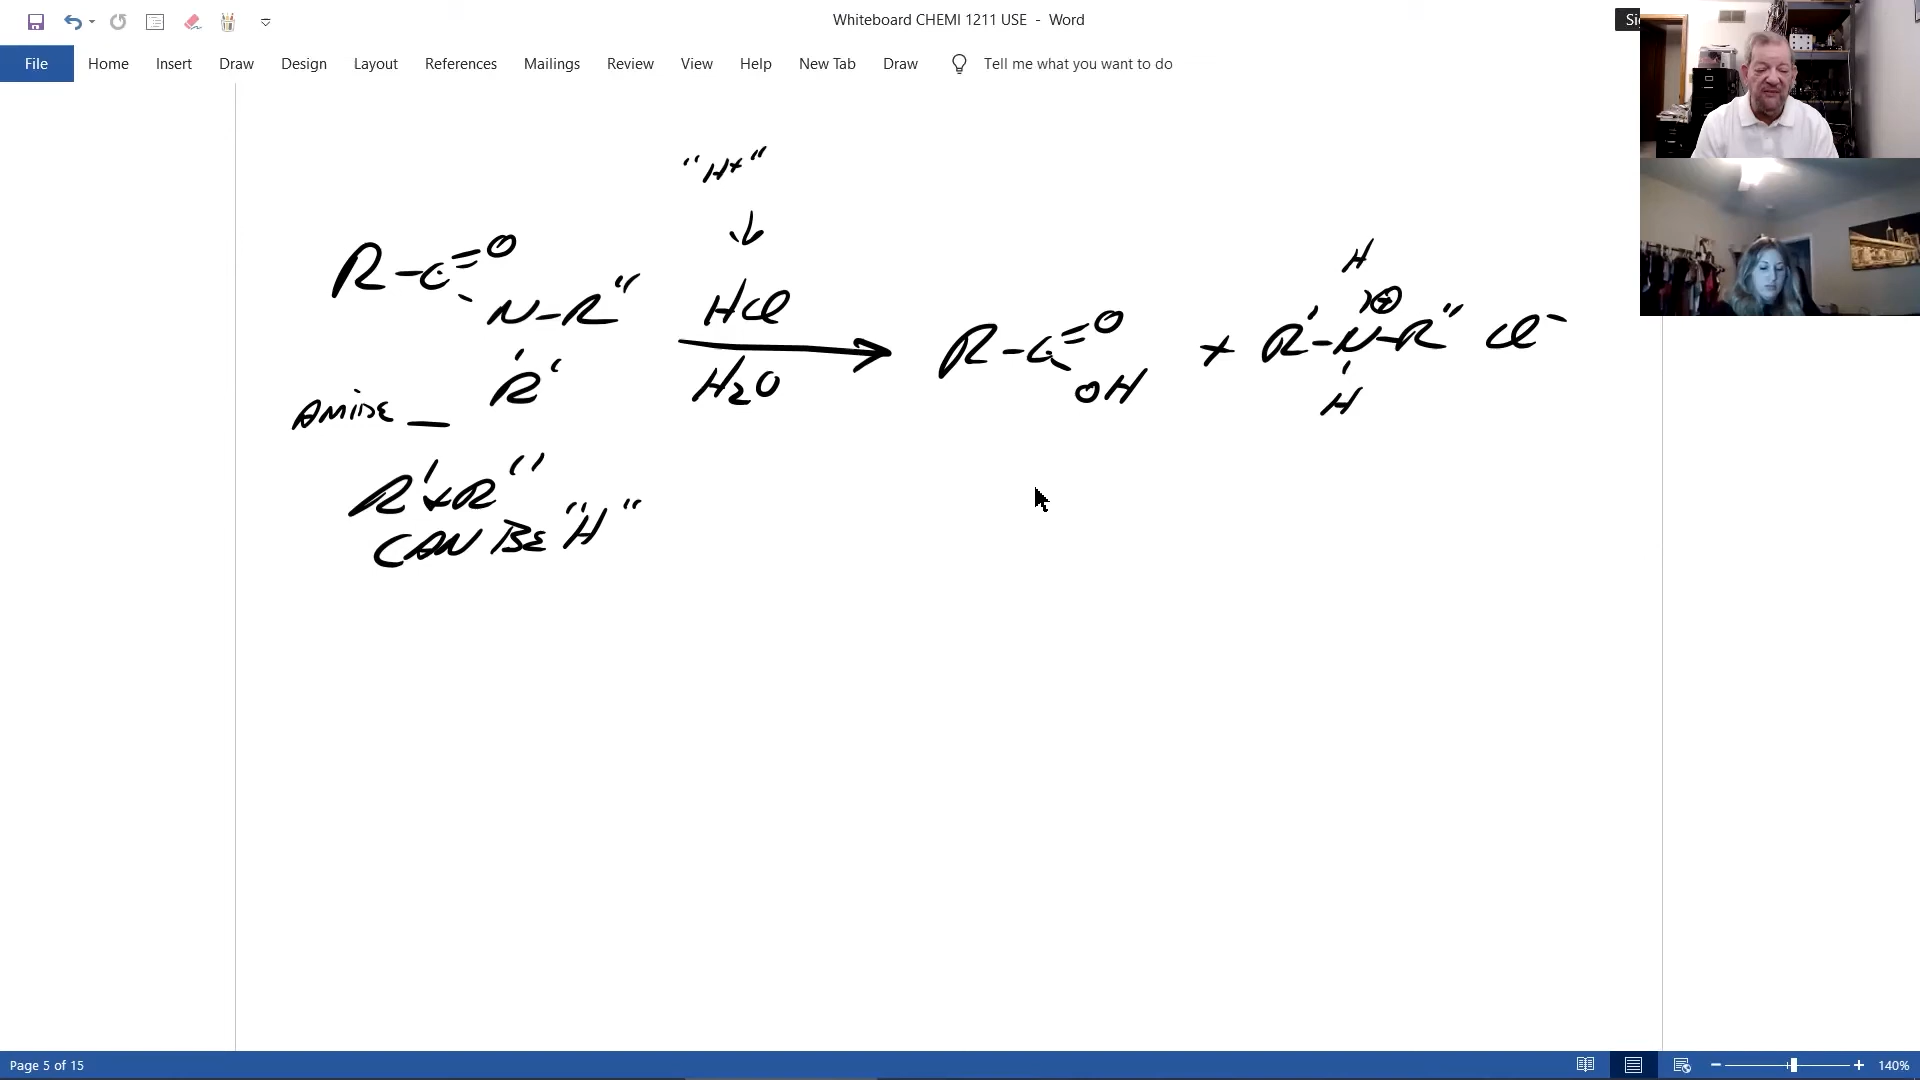 Whiteboard CHEMI 1211 USE - Word
File Home Insert Draw Design Layout References Mailings Review View Help New Tab Draw Tell me what you want to do
"H+"
↓
R-C=O
N-R"
R'
HCl
H2O
R-C=O
OH
+
H
R'-N⊕-R" Cl⁻
H
AMIDE —
R' & R"
CAN BE "H"
Page 5 of 15
140%